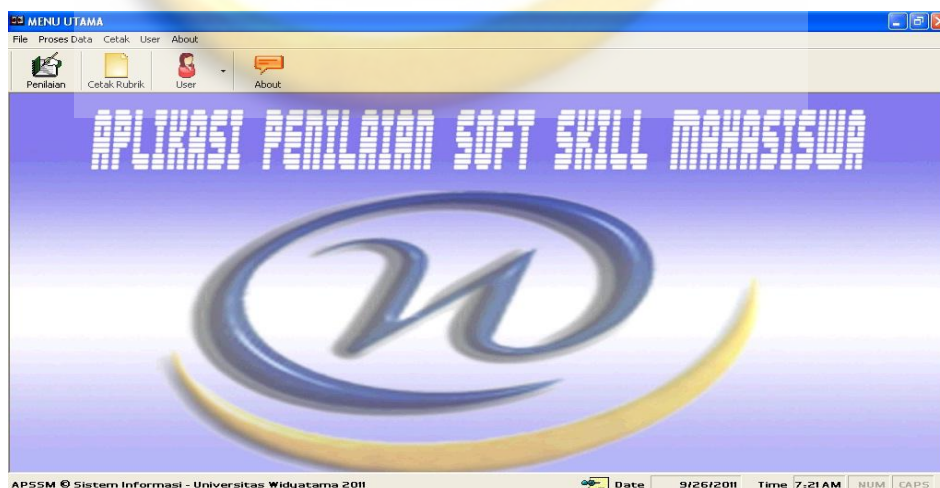 MENU UTAMA
File Proses Data Cetak User About
Penilaian Cetak Rubrik User About
APLIKASI PENILAIAN SOFT SKILL MAHASISWA
APSSM © Sistem Informasi - Universitas Widyatama 2011 Date 9/26/2011 Time 7:21 AM NUM CAPS